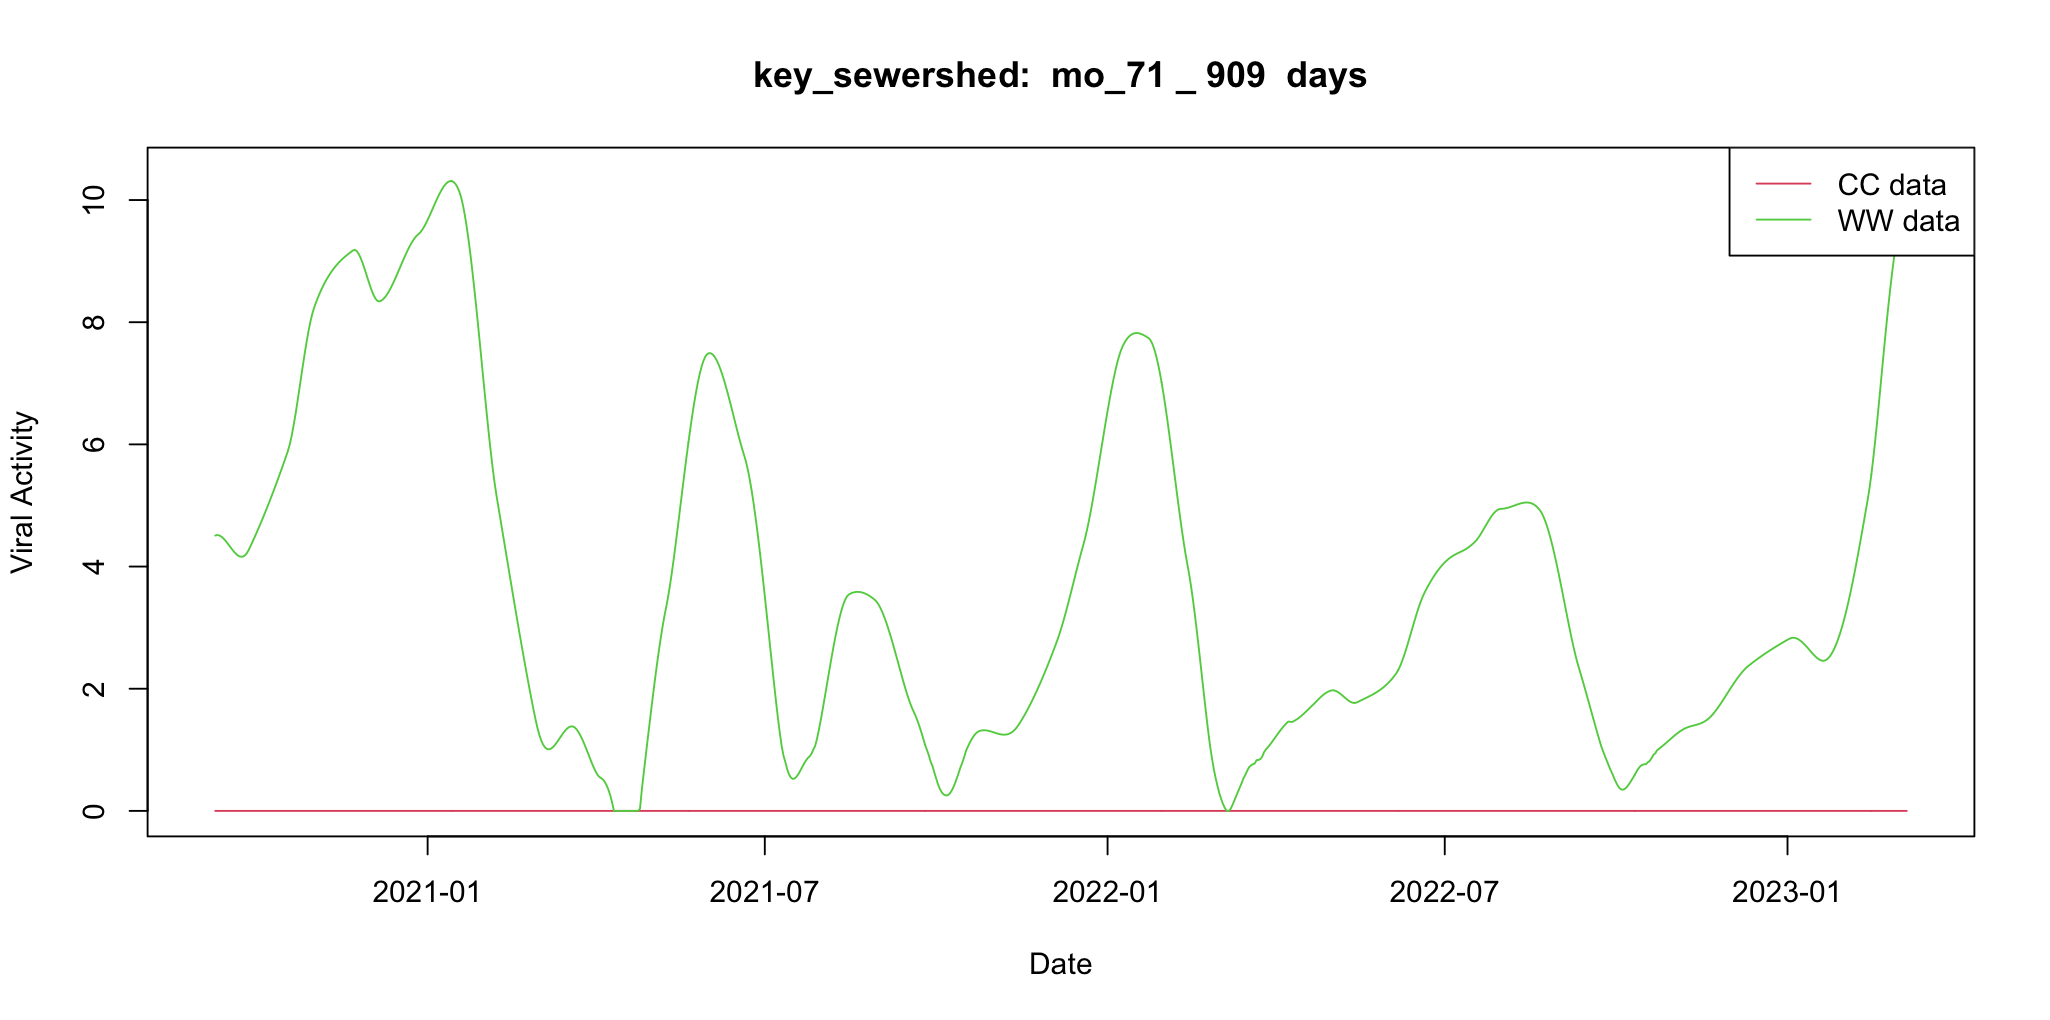 key_sewershed:  mo_71 _ 909  days
CC data
WW data
Viral Activity
10
8
6
4
2
0
2021-01
2021-07
2022-01
2022-07
2023-01
Date